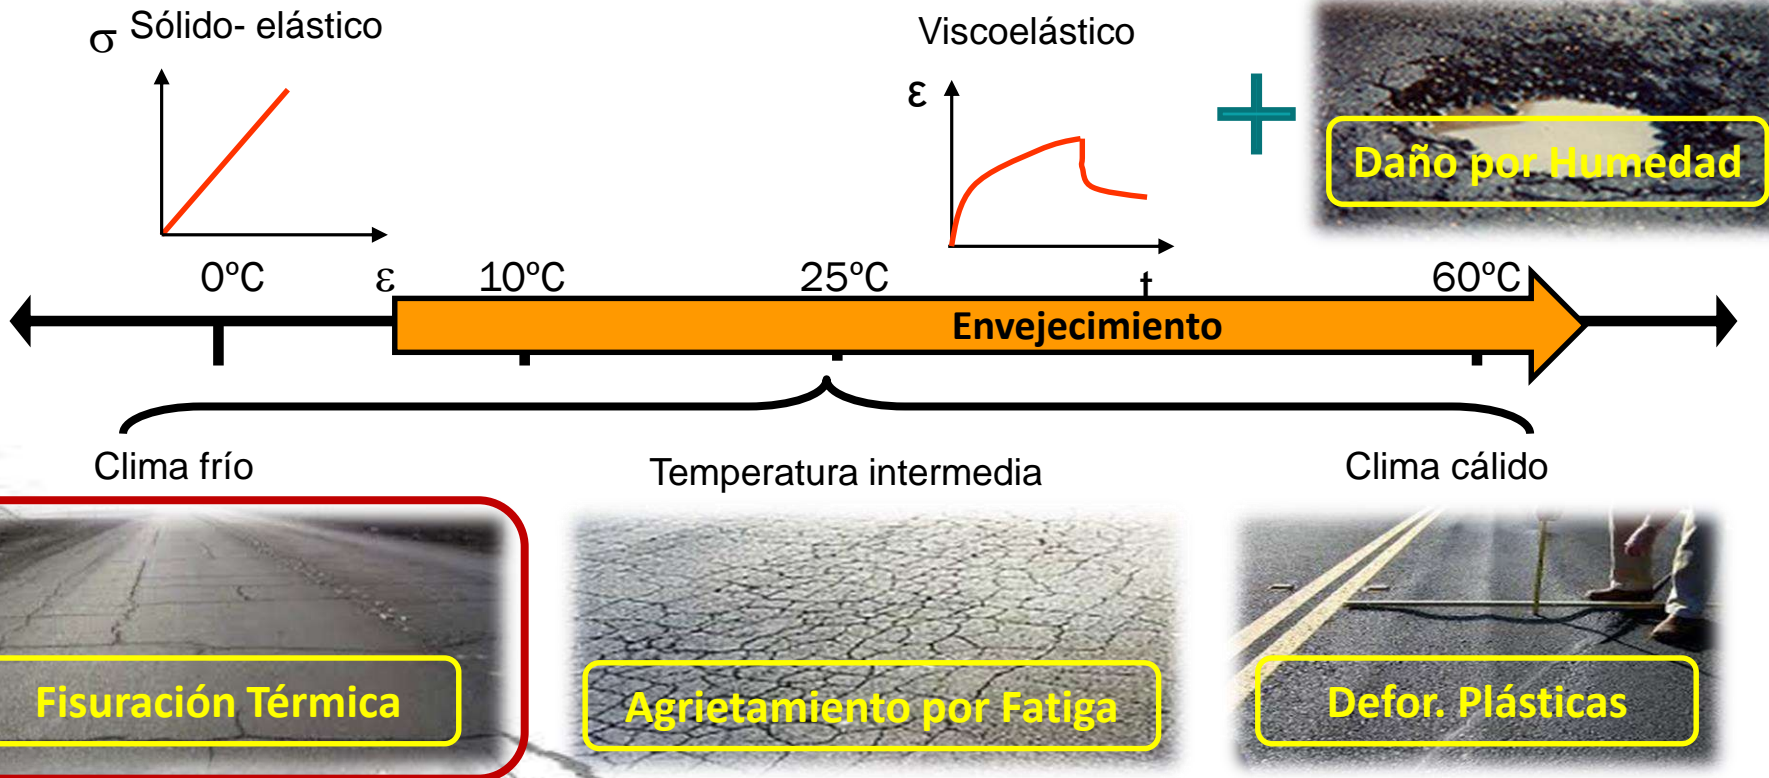 σ Sólido- elástico
Viscoelástico
ε
+
Daño por Humedad
0ºC
ε
10ºC
25ºC
t
60ºC
Envejecimiento
Clima frío
Temperatura intermedia
Clima cálido
Fisuración Térmica
Agrietamiento por Fatiga
Defor. Plásticas